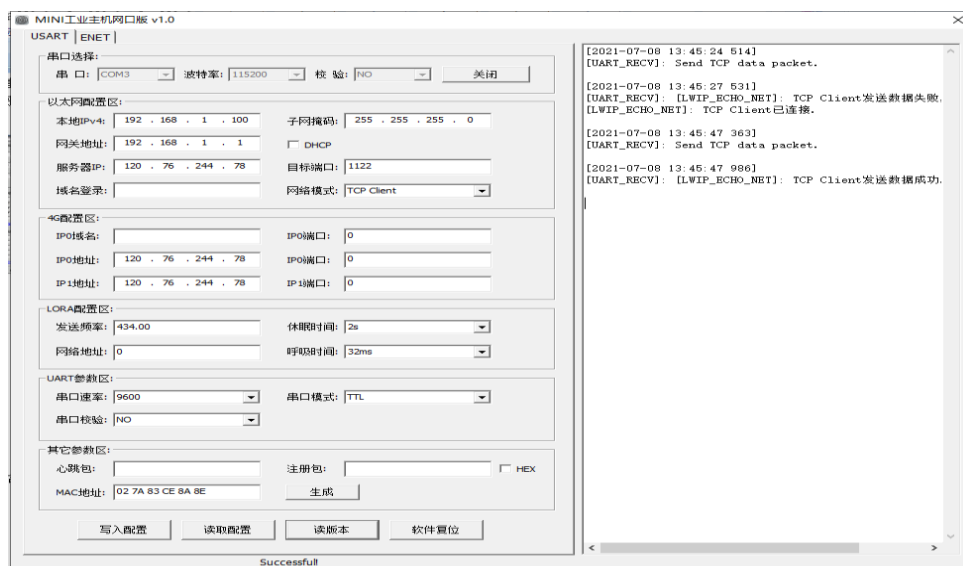 MINI工业主机网口版 v1.0
USART ENET
串口选择:
串 口: COM3 波特率: 115200 校 验: NO 关闭
以太网配置区:
本地IPv4: 192 . 168 . 1 . 100 子网掩码: 255 . 255 . 255 . 0
网关地址: 192 . 168 . 1 . 1 DHCP
服务器IP: 120 . 76 . 244 . 78 目标端口: 1122
域名登录: 网络模式: TCP Client
4G配置区:
IP0域名: IP0端口: 0
IP0地址: 120 . 76 . 244 . 78 IP0端口: 0
IP1地址: 120 . 76 . 244 . 78 IP1端口: 0
LORA配置区:
发送频率: 434.00 休眠时间: 2s
网络地址: 0 呼吸时间: 32ms
UART参数区:
串口速率: 9600 串口模式: TTL
串口校验: NO
其它参数区:
心跳包: 注册包: HEX
MAC地址: 02 7A 83 CE 8A 8E 生成
写入配置 读取配置 读版本 软件复位
Successful!
[2021-07-08 13:45:24 514]
[UART_RECV]: Send TCP data packet.
[2021-07-08 13:45:27 531]
[UART_RECV]: [LWIP_ECHO_NET]: TCP Client发送数据失败.
[LWIP_ECHO_NET]: TCP Client已连接.
[2021-07-08 13:45:47 363]
[UART_RECV]: Send TCP data packet.
[2021-07-08 13:45:47 986]
[UART_RECV]: [LWIP_ECHO_NET]: TCP Client发送数据成功.